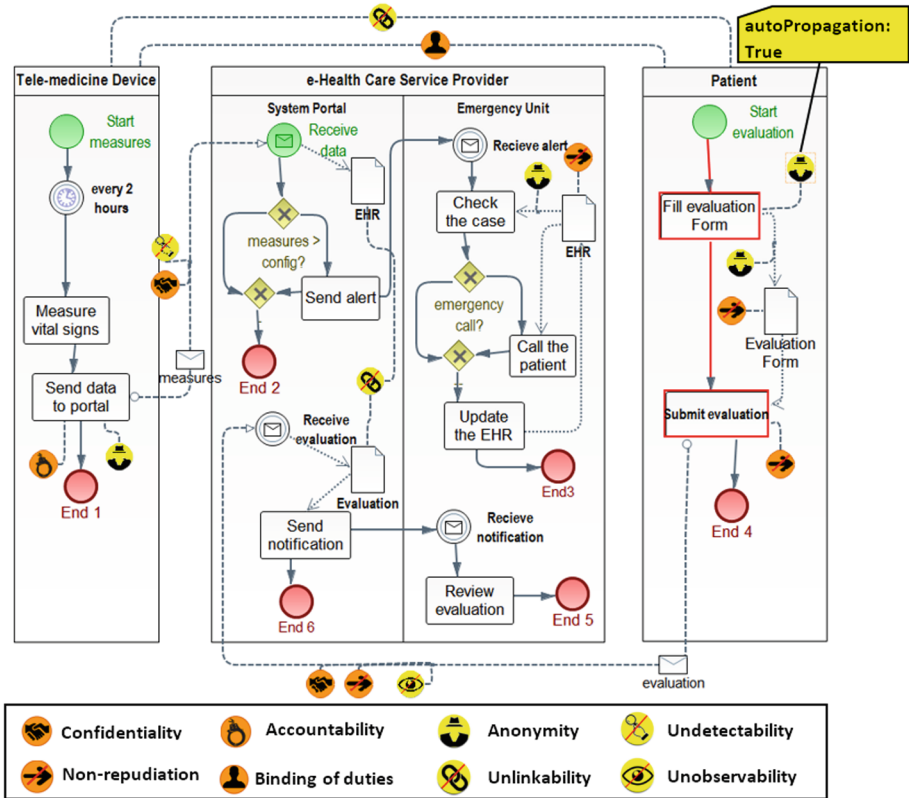 autoPropagation:
True
Tele-medicine Device
e-Health Care Service Provider
Patient
System Portal
Emergency Unit
Start
measures
Receive
data
Recieve alert
Start
evaluation
every 2
hours
EHR
Check
the case
Fill evaluation
Form
measures >
config?
EHR
Send alert
emergency
call?
Measure
vital signs
Call the
patient
Evaluation
Form
measures
End 2
Send data
to portal
Receive
evaluation
Update
the EHR
Submit evaluation
End 1
Evaluation
End3
End 4
Send
notification
Recieve
notification
Review
evaluation
End 6
End 5
evaluation
Confidentiality
Accountability
Anonymity
Undetectability
Non-repudiation
Binding of duties
Unlinkability
Unobservability